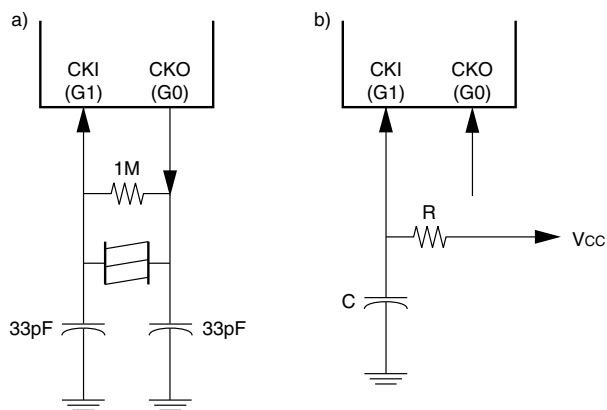 a)
CKI
(G1)
CKO
(G0)
1M
33pF
33pF
b)
CKI
(G1)
CKO
(G0)
R
VCC
C